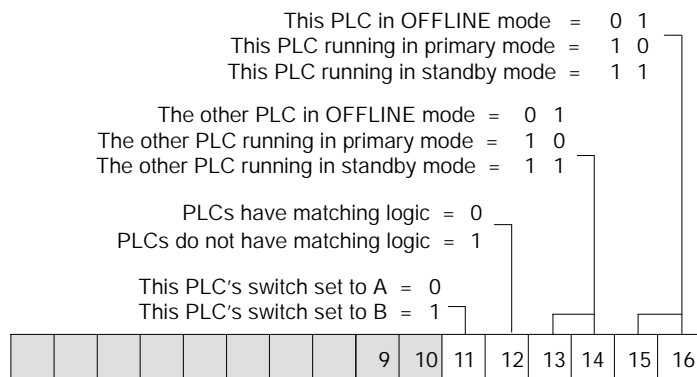 This PLC in OFFLINE mode = 0 1
This PLC running in primary mode = 1 0
This PLC running in standby mode = 1 1
The other PLC in OFFLINE mode = 0 1
The other PLC running in primary mode = 1 0
The other PLC running in standby mode = 1 1
PLCs have matching logic = 0
PLCs do not have matching logic = 1
This PLC's switch set to A = 0
This PLC's switch set to B = 1
9 10 11 12 13 14 15 16